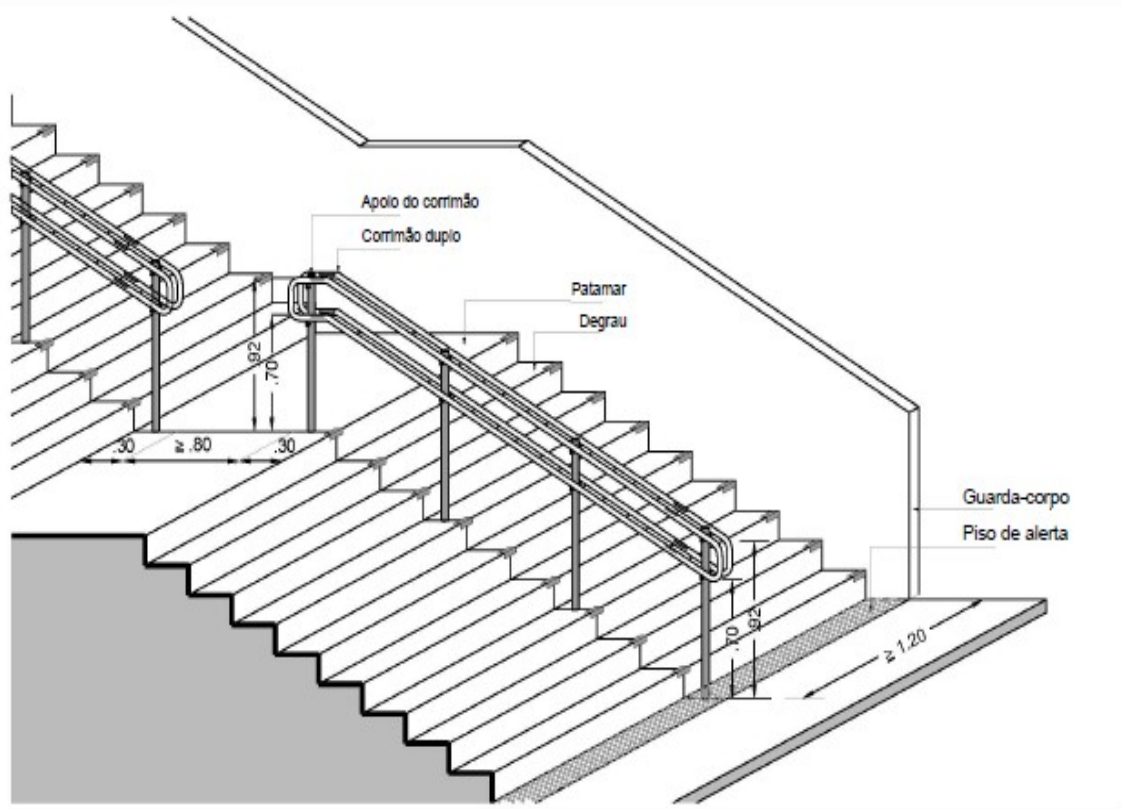 Apoio do corrimão
Corrimão duplo
Patamar
Degrau
.92
.70
.30
≥ .80
.30
Guarda-corpo
Piso de alerta
.70
.92
≥ 1.20